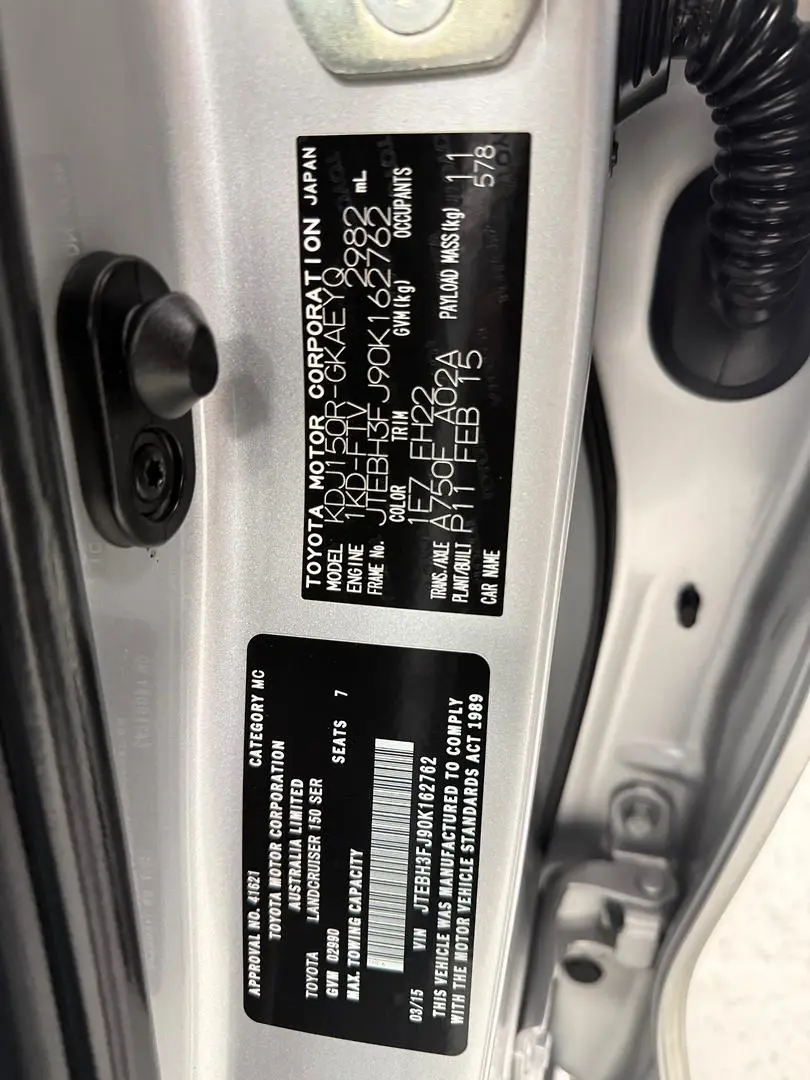 TOYOTA MOTOR CORPORATION JAPAN
MODEL KDJ150R-GKAEYQ
ENGINE 1KD-FTV 2982 mL
FRAME No. JTEBH3FJ90K162762
COLOR TRIM GVM(kg) OCCUPANTS
1E7 FH22 11
TRANS./AXLE A750F A02A PAYLOAD MASS(kg) 578
PLANT/BUILT P11 FEB 15
CAR NAME
APPROVAL NO. 41621 CATEGORY MC
TOYOTA MOTOR CORPORATION
AUSTRALIA LIMITED
TOYOTA LANDCRUISER 150 SER
GVM 02990 SEATS 7
MAX. TOWING CAPACITY
03/15 VIN JTEBH3FJ90K162762
THIS VEHICLE WAS MANUFACTURED TO COMPLY
WITH THE MOTOR VEHICLE STANDARDS ACT 1989